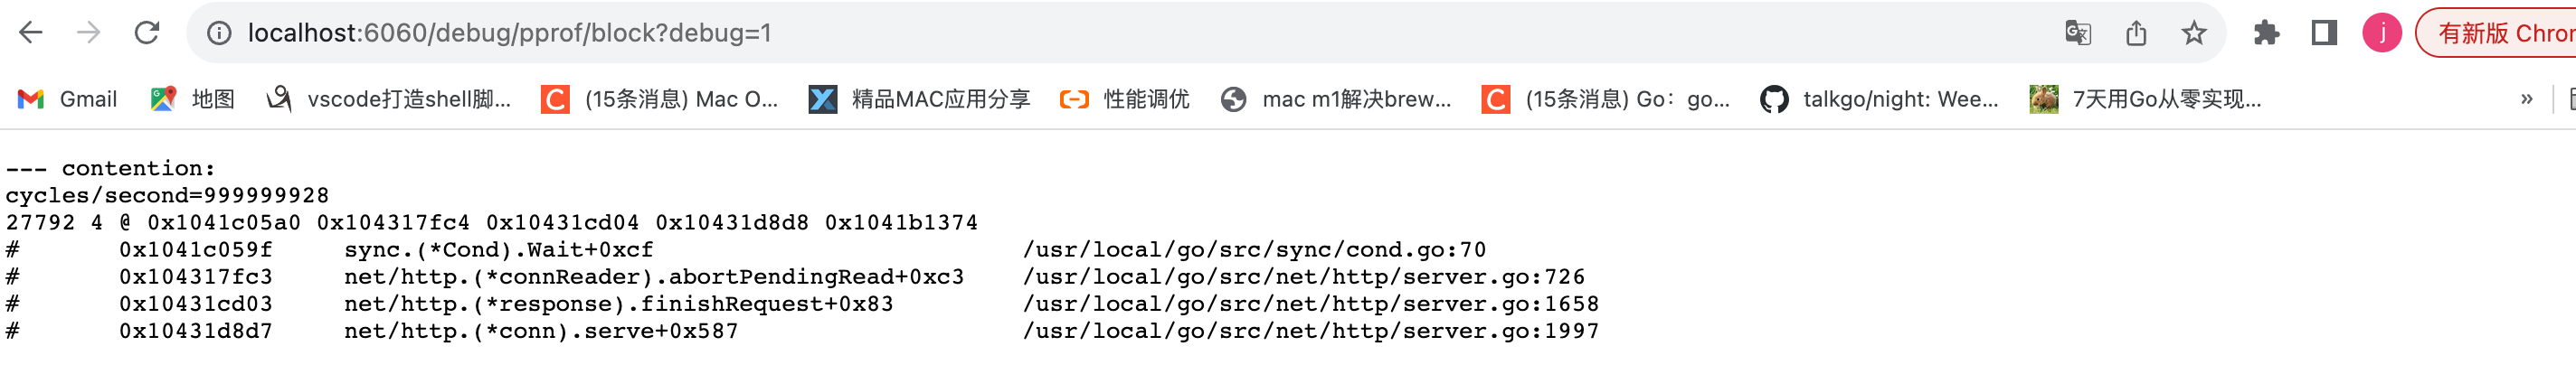 localhost:6060/debug/pprof/block?debug=1
j
有新版 Chro
Gmail
地图
vscode打造shell脚...
(15条消息) Mac O...
精品MAC应用分享
性能调优
mac m1解决brew...
(15条消息) Go：go...
talkgo/night: Wee...
7天用Go从零实现...
»
--- contention:
cycles/second=999999928
27792 4 @ 0x1041c05a0 0x104317fc4 0x10431cd04 0x10431d8d8 0x1041b1374
# 0x1041c059f sync.(*Cond).Wait+0xcf /usr/local/go/src/sync/cond.go:70
# 0x104317fc3 net/http.(*connReader).abortPendingRead+0xc3 /usr/local/go/src/net/http/server.go:726
# 0x10431cd03 net/http.(*response).finishRequest+0x83 /usr/local/go/src/net/http/server.go:1658
# 0x10431d8d7 net/http.(*conn).serve+0x587 /usr/local/go/src/net/http/server.go:1997